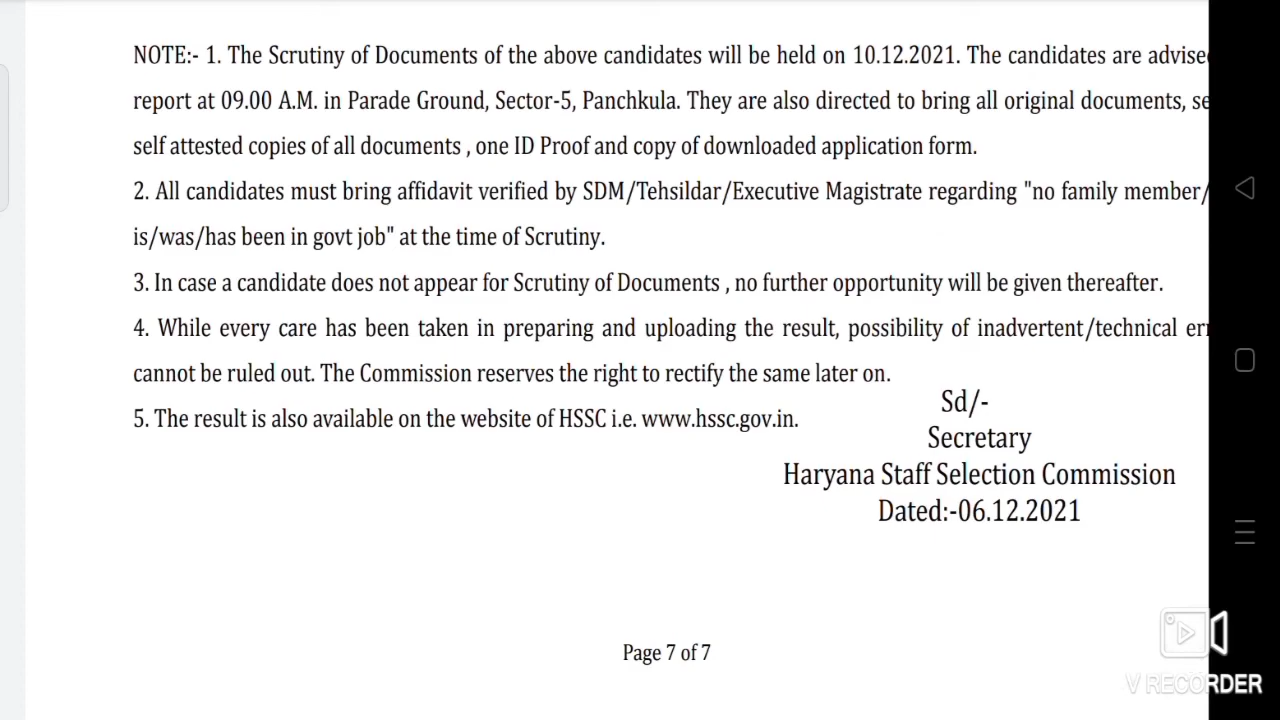 NOTE:- 1. The Scrutiny of Documents of the above candidates will be held on 10.12.2021. The candidates are advise
report at 09.00 A.M. in Parade Ground, Sector-5, Panchkula. They are also directed to bring all original documents, se
self attested copies of all documents , one ID Proof and copy of downloaded application form.
2. All candidates must bring affidavit verified by SDM/Tehsildar/Executive Magistrate regarding "no family member/
is/was/has been in govt job" at the time of Scrutiny.
3. In case a candidate does not appear for Scrutiny of Documents , no further opportunity will be given thereafter.
4. While every care has been taken in preparing and uploading the result, possibility of inadvertent/technical err
cannot be ruled out. The Commission reserves the right to rectify the same later on.
5. The result is also available on the website of HSSC i.e. www.hssc.gov.in.
Sd/-
Secretary
Haryana Staff Selection Commission
Dated:-06.12.2021
Page 7 of 7
V RECORDER